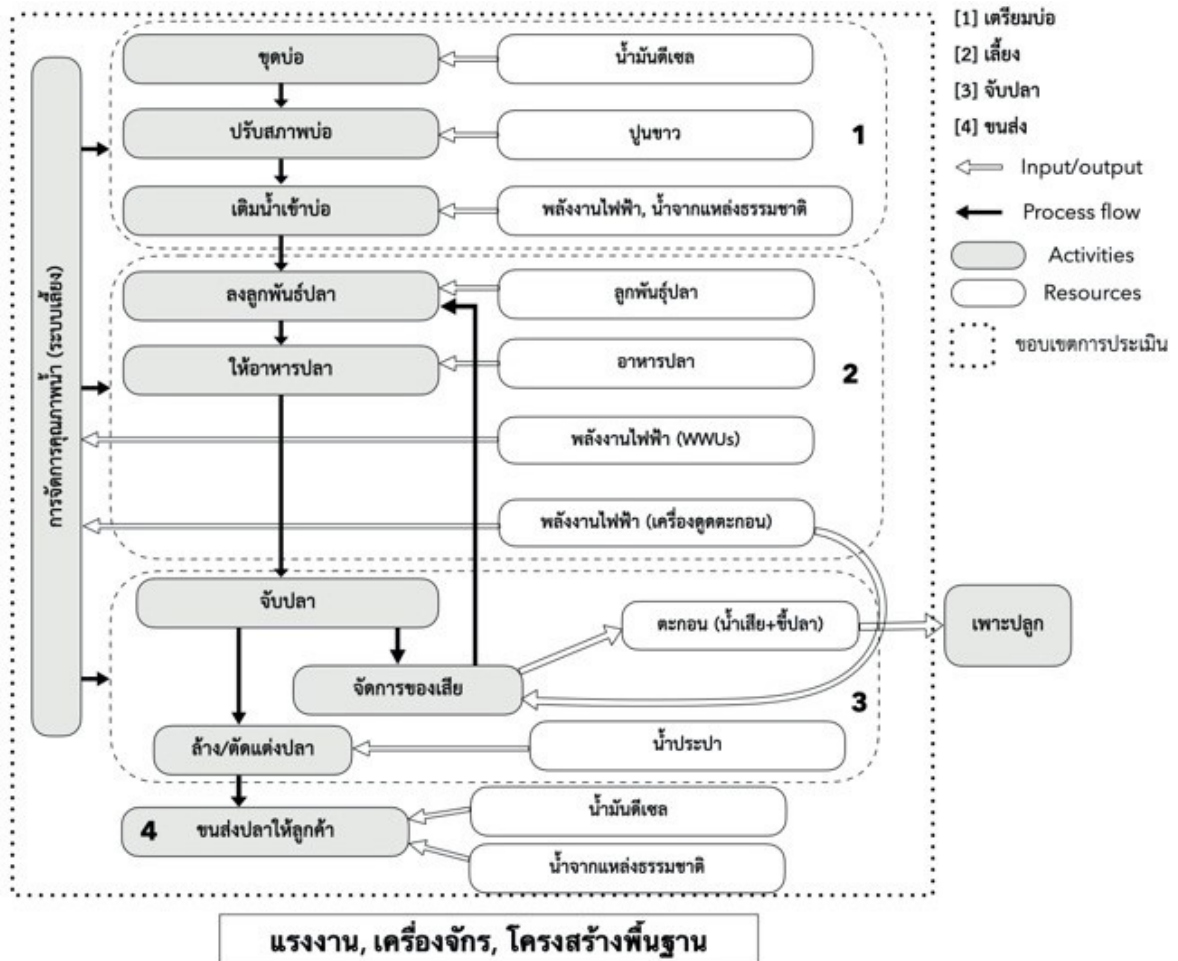 ขุดบ่อ
น้ำมันดีเซล
ปรับสภาพบ่อ
ปูนขาว
1
เติมน้ำเข้าบ่อ
พลังงานไฟฟ้า, น้ำจากแหล่งธรรมชาติ
การจัดการคุณภาพน้ำ (ระบบเลี้ยง)
ลงลูกพันธ์ปลา
ลูกพันธุ์ปลา
ให้อาหารปลา
อาหารปลา
2
พลังงานไฟฟ้า (WWUs)
พลังงานไฟฟ้า (เครื่องดูดตะกอน)
จับปลา
ตะกอน (น้ำเสีย+ขี้ปลา)
เพาะปลูก
จัดการของเสีย
3
ล้าง/ตัดแต่งปลา
น้ำประปา
4
ขนส่งปลาให้ลูกค้า
น้ำมันดีเซล
น้ำจากแหล่งธรรมชาติ
แรงงาน, เครื่องจักร, โครงสร้างพื้นฐาน
[1] เตรียมบ่อ
[2] เลี้ยง
[3] จับปลา
[4] ขนส่ง
Input/output
Process flow
Activities
Resources
ขอบเขตการประเมิน